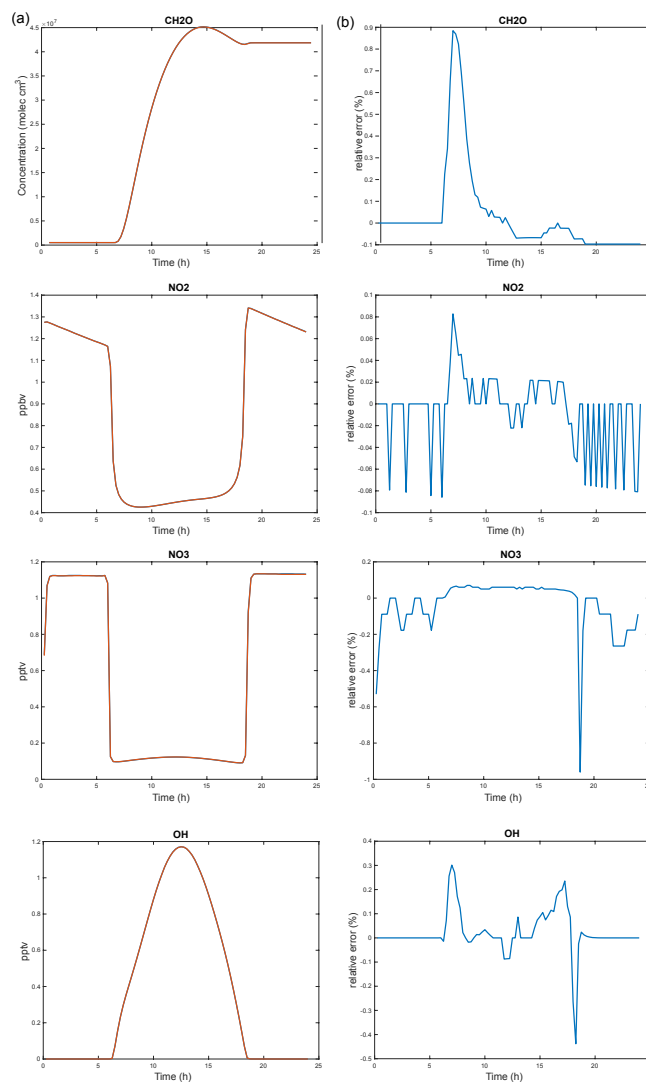 (a)
CH2O
×10⁷
4.5
4
3.5
3
2.5
2
1.5
1
0.5
0
Concentration (molec cm³)
0 5 10 15 20 25
Time (h)
(b)
CH2O
0.9
0.8
0.7
0.6
0.5
0.4
0.3
0.2
0.1
0
-0.1
relative error (%)
0 5 10 15 20
Time (h)
NO2
1.4
1.3
1.2
1.1
1
0.9
0.8
0.7
0.6
0.5
0.4
ppbv
0 5 10 15 20 25
Time (h)
NO2
0.1
0.08
0.06
0.04
0.02
0
-0.02
-0.04
-0.06
-0.08
-0.1
relative error (%)
0 5 10 15 20
Time (h)
NO3
1.2
1
0.8
0.6
0.4
0.2
0
pptv
0 5 10 15 20 25
Time (h)
NO3
0.2
0
-0.2
-0.4
-0.6
-0.8
-1
relative error (%)
0 5 10 15 20
Time (h)
OH
1.2
1
0.8
0.6
0.4
0.2
0
pptv
0 5 10 15 20 25
Time (h)
OH
0.4
0.3
0.2
0.1
0
-0.1
-0.2
-0.3
-0.4
-0.5
relative error (%)
0 5 10 15 20
Time (h)